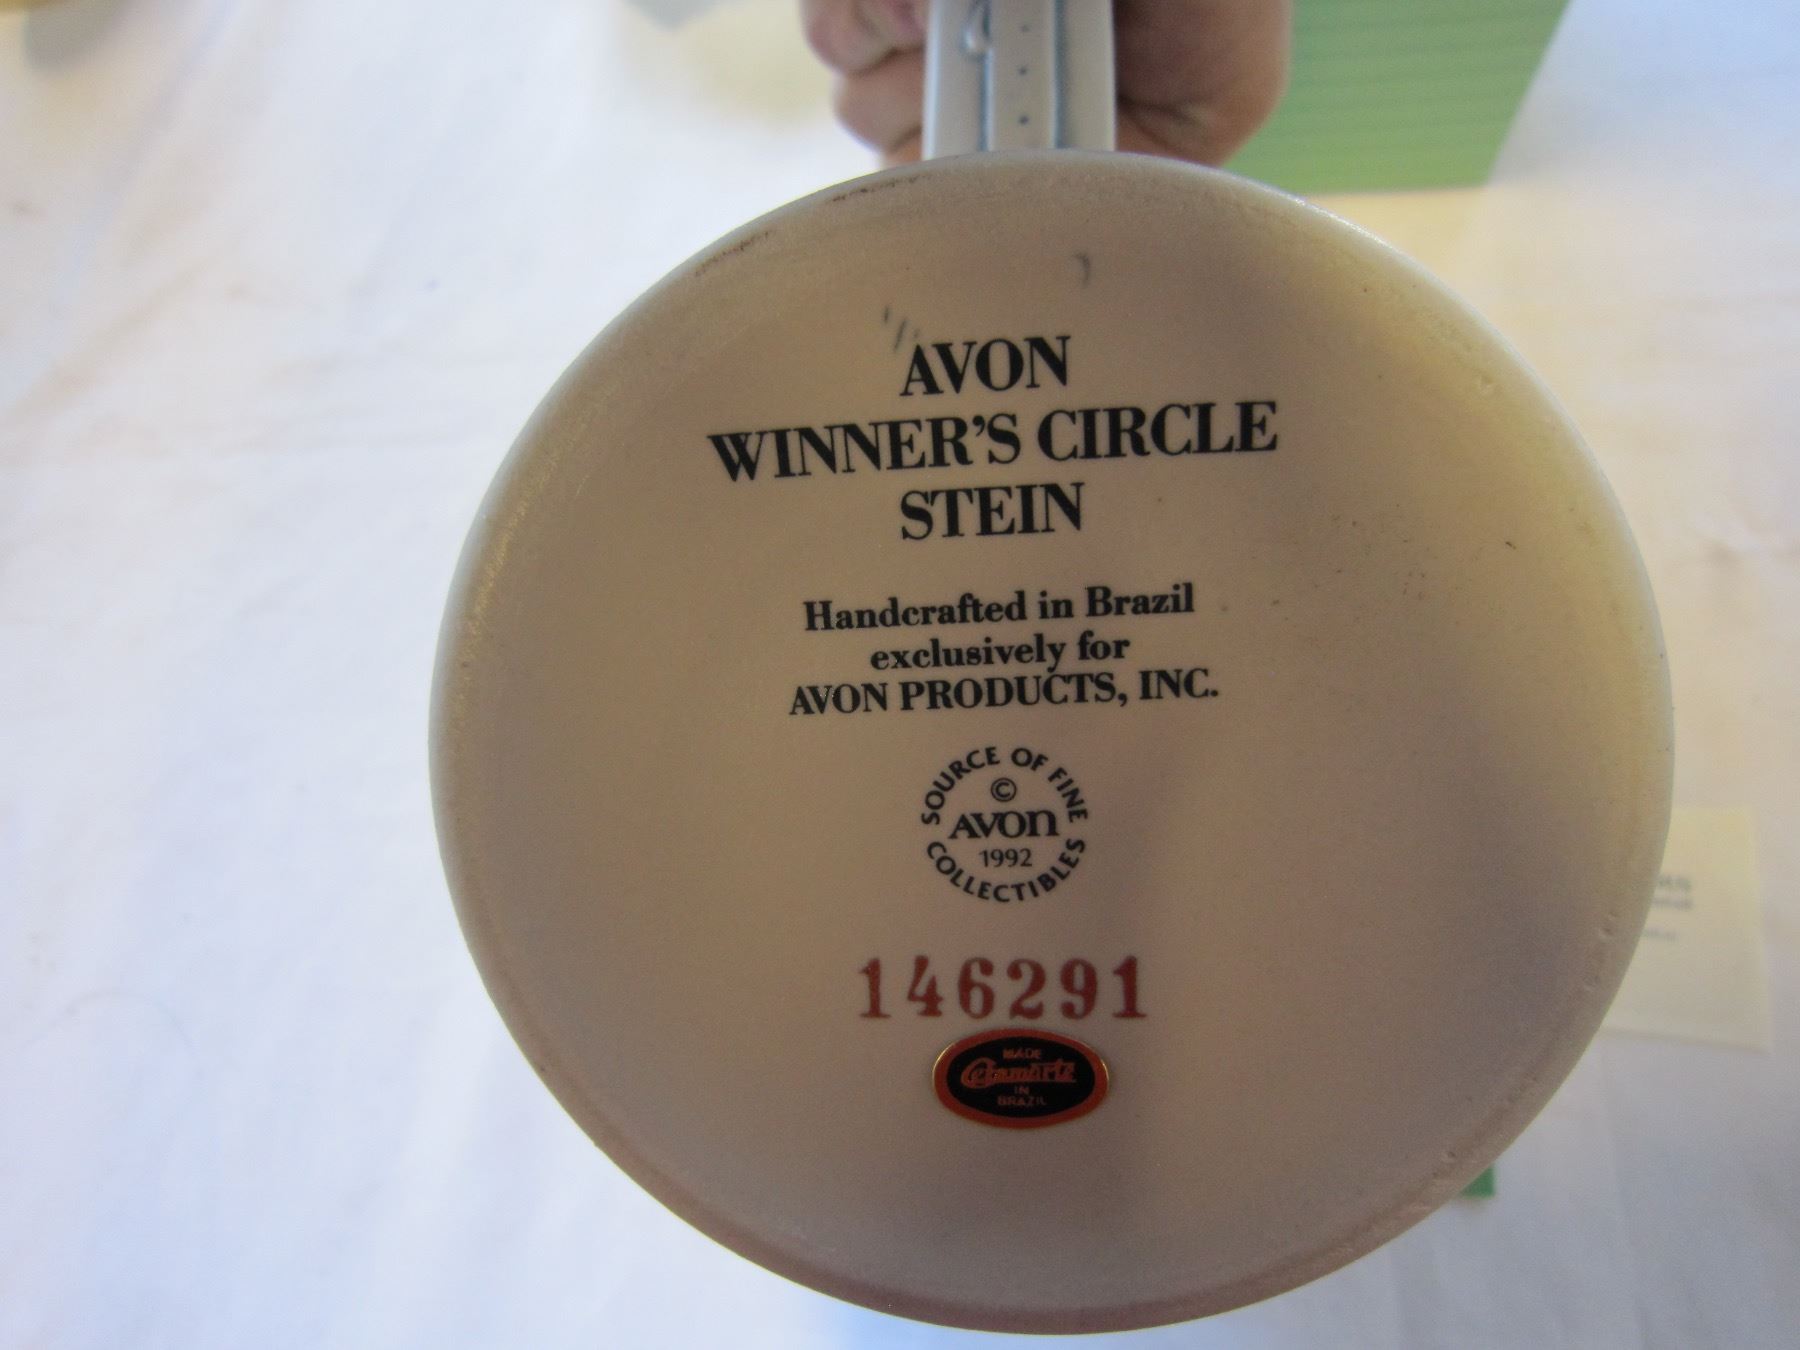 AVON
WINNER'S CIRCLE
STEIN
Handcrafted in Brazil
exclusively for
AVON PRODUCTS, INC.
SOURCE OF FINE
©
AVON
1992
COLLECTIBLES
146291
MADE
Ceramarte
IN
BRAZIL